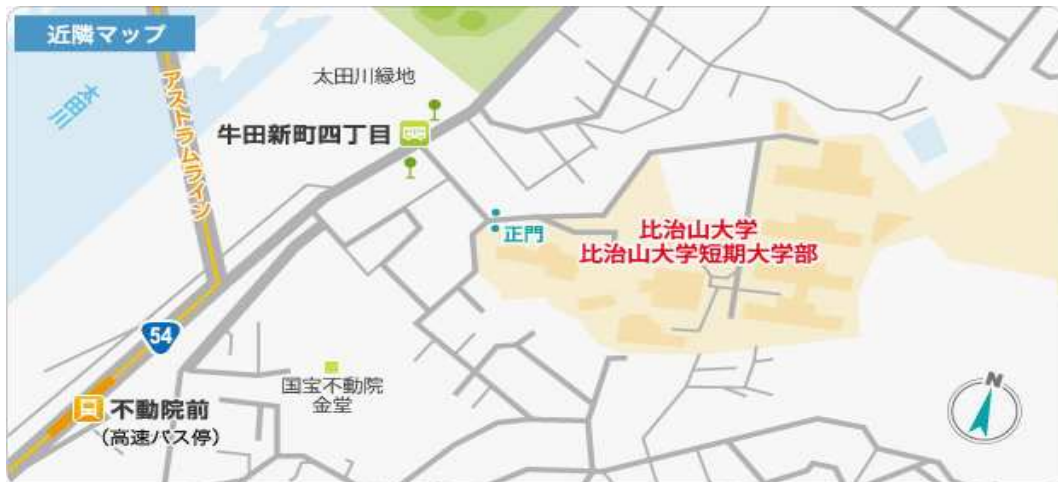 近隣マップ
太田川
アストラムライン
太田川緑地
牛田新町四丁目
正門
比治山大学
比治山大学短期大学部
54
国宝不動院
金堂
不動院前
（高速バス停）
N